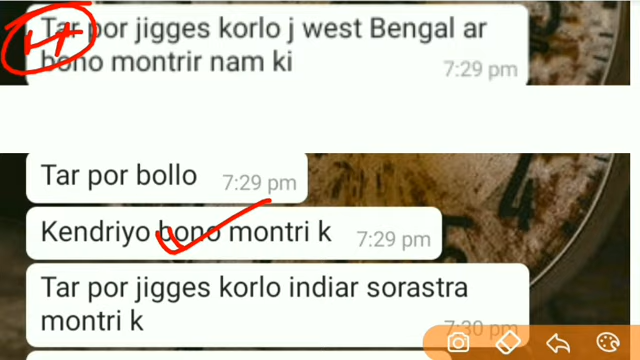 14
Tar por jigges korlo j west Bengal ar
bono montrir nam ki
7:29 pm
Tar por bollo
7:29 pm
Kendriyo bono montri k
7:29 pm
Tar por jigges korlo indiar sorastra
montri k
7:30 pm